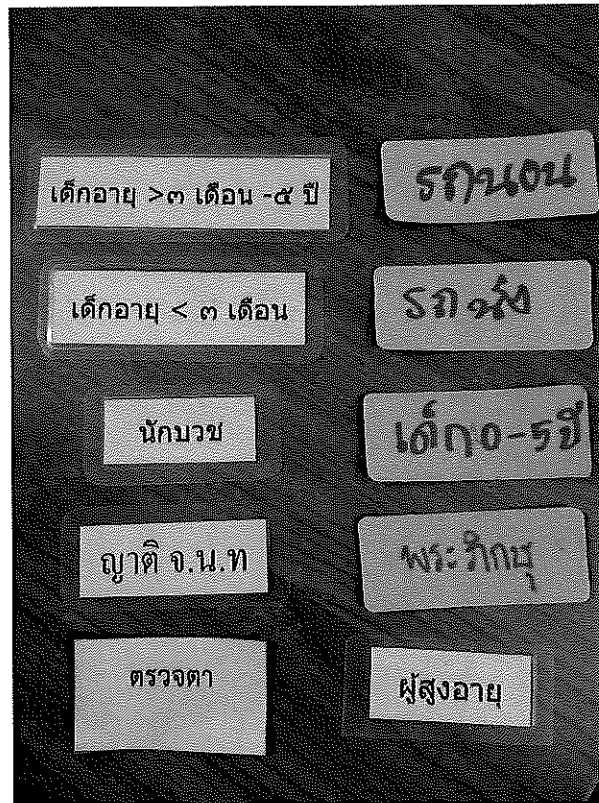 เด็กอายุ >๓ เดือน -๕ ปี
รถนอน
เด็กอายุ < ๓ เดือน
รถนั่ง
นักบวช
เด็ก0-5ปี
ญาติ จ.น.ท
พระภิกษุ
ตรวจตา
ผู้สูงอายุ